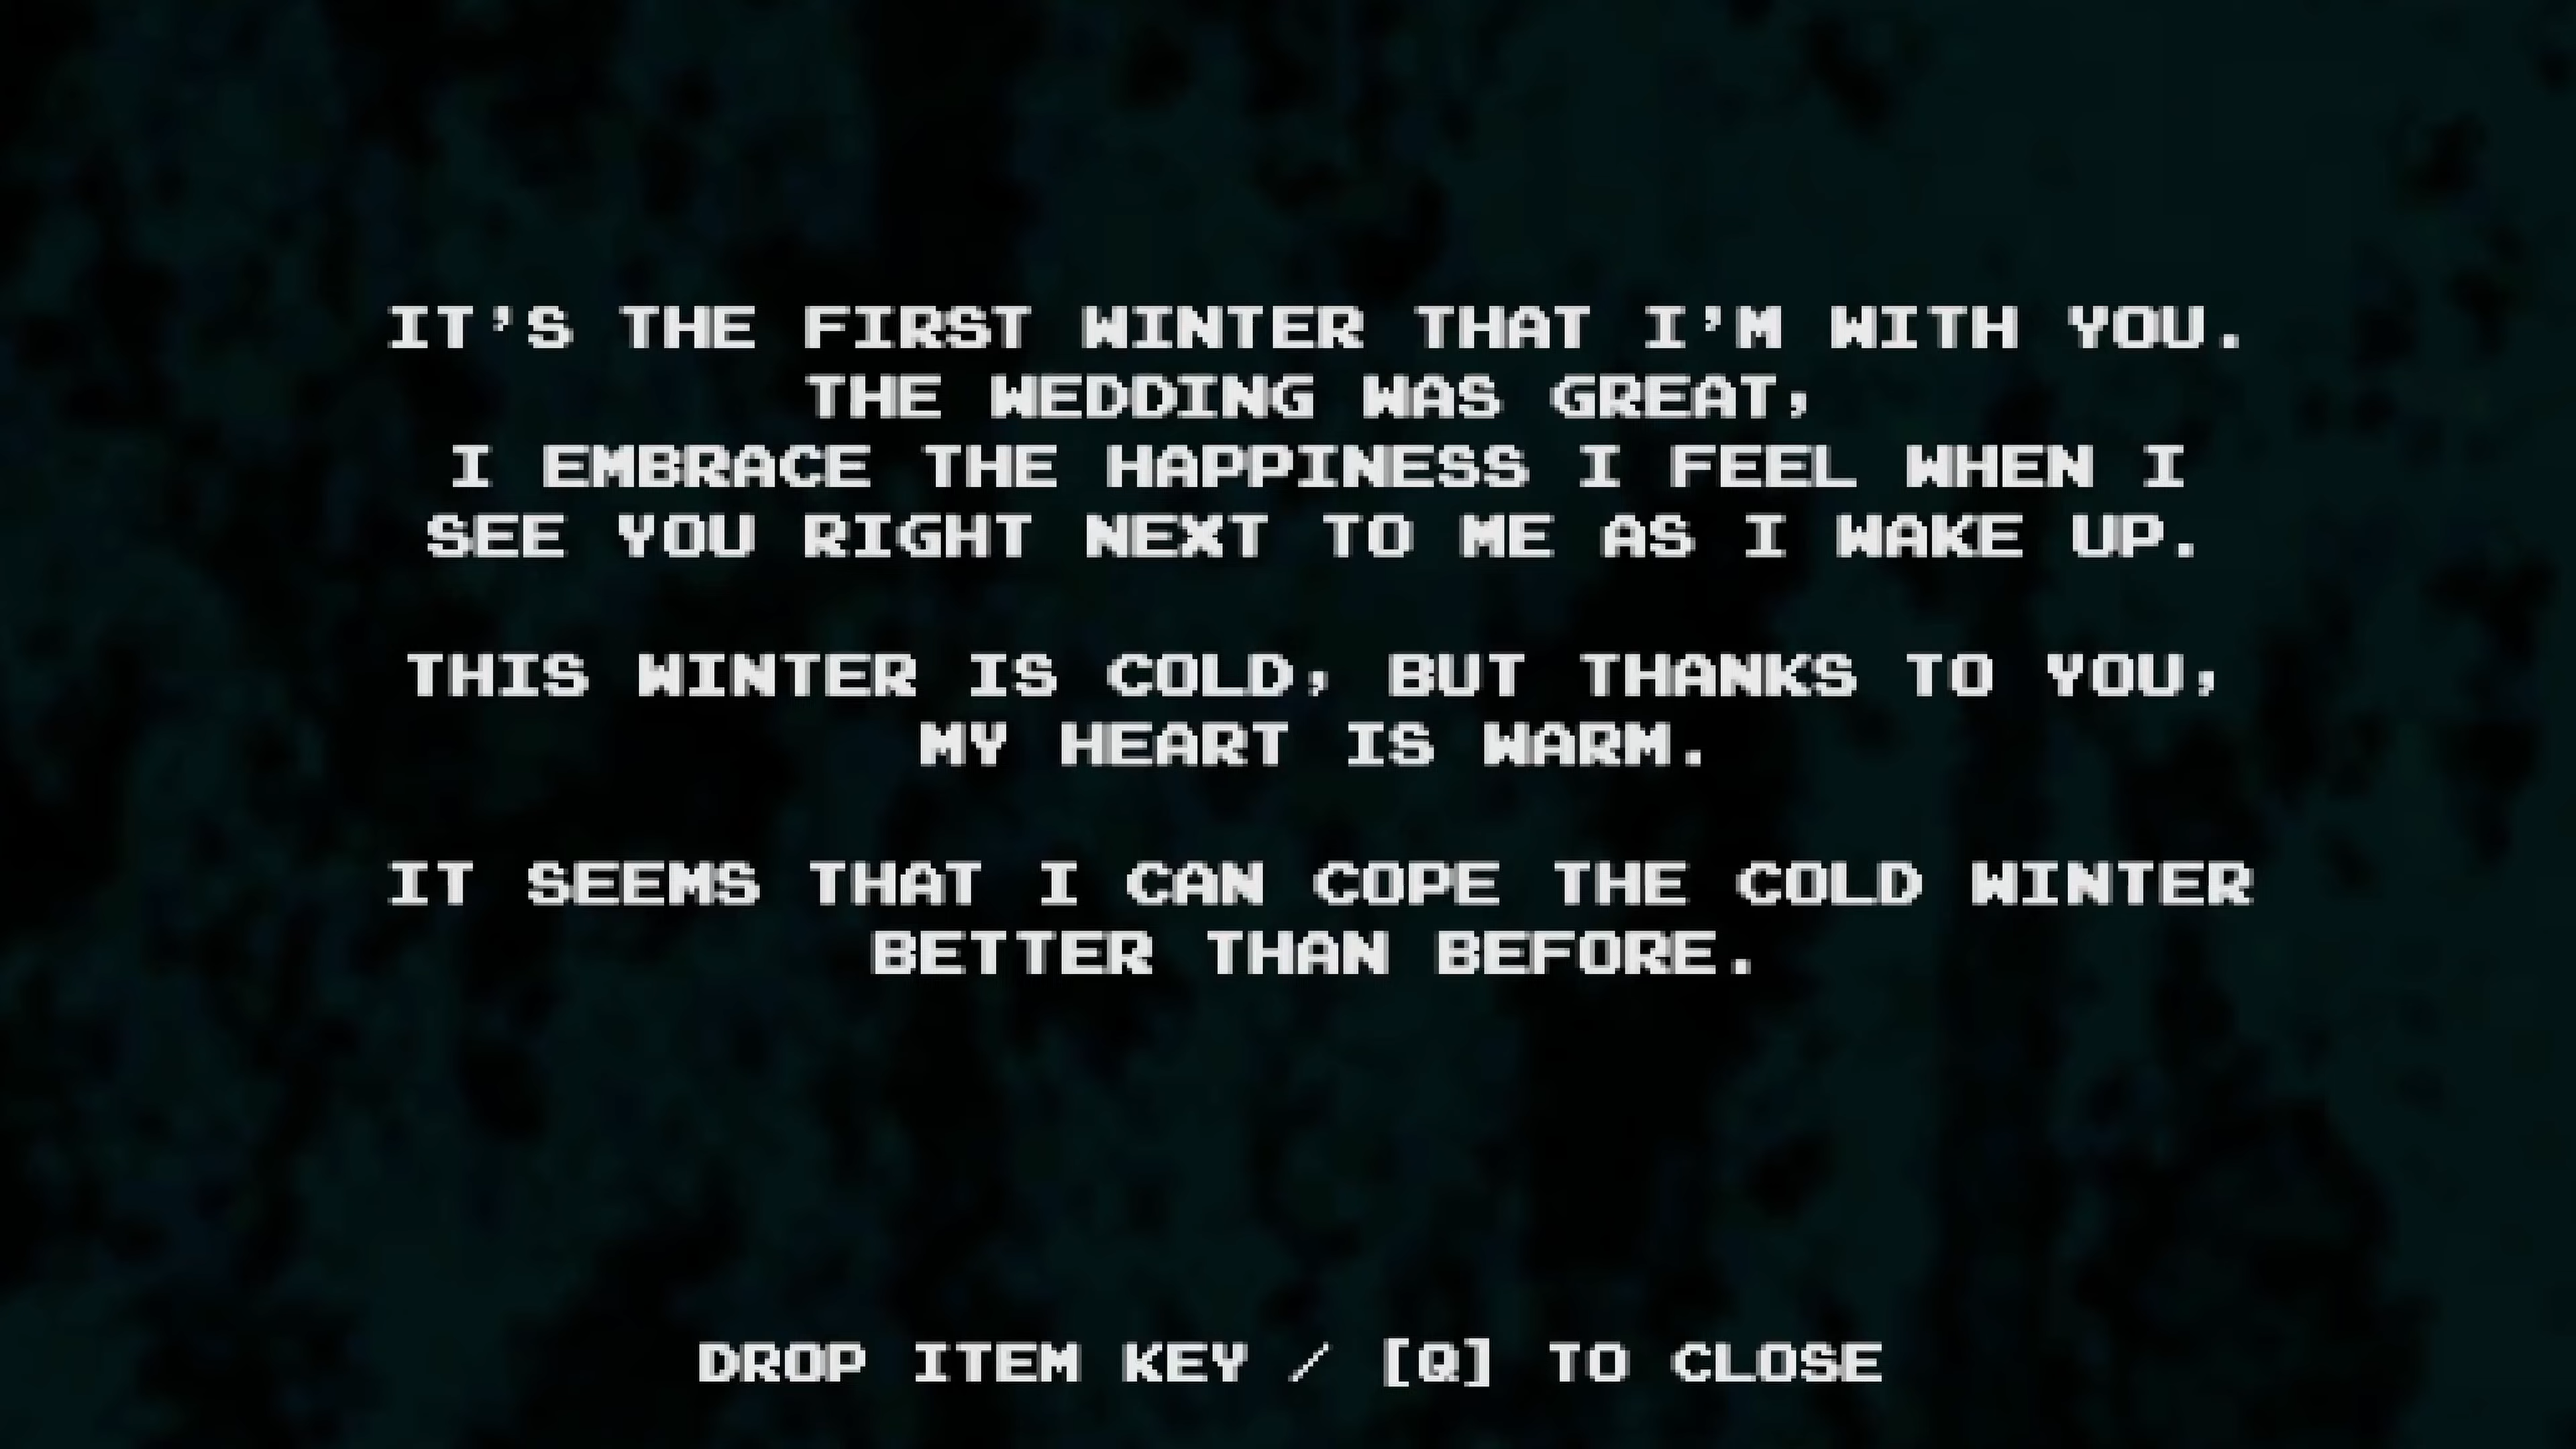 IT'S THE FIRST WINTER THAT I'M WITH YOU.
THE WEDDING WAS GREAT,
I EMBRACE THE HAPPINESS I FEEL WHEN I
SEE YOU RIGHT NEXT TO ME AS I WAKE UP.
THIS WINTER IS COLD, BUT THANKS TO YOU,
MY HEART IS WARM.
IT SEEMS THAT I CAN COPE THE COLD WINTER
BETTER THAN BEFORE.
DROP ITEM KEY / [Q] TO CLOSE